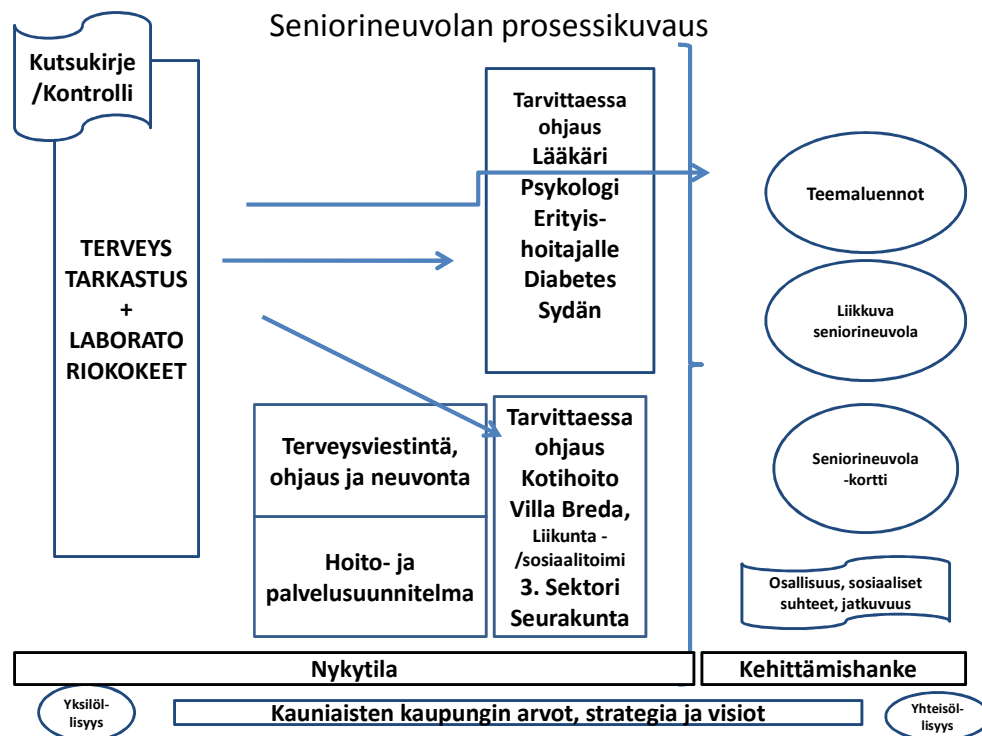 Seniorineuvolan prosessikuvaus
Kutsukirje
/Kontrolli
TERVEYS
TARKASTUS
+
LABORATO
RIOKOKEET
Tarvittaessa
ohjaus
Lääkäri
Psykologi
Erityis-
hoitajalle
Diabetes
Sydän
Terveysviestintä,
ohjaus ja neuvonta
Hoito- ja
palvelusuunnitelma
Tarvittaessa
ohjaus
Kotihoito
Villa Breda,
Liikunta -
/sosiaalitoimi
3. Sektori
Seurakunta
Teemaluennot
Liikkuva
seniorineuvola
Seniorineuvola
-kortti
Osallisuus, sosiaaliset
suhteet, jatkuvuus
Nykytila
Kehittämishanke
Yksilöl-
lisyys
Kauniaisten kaupungin arvot, strategia ja visiot
Yhteisöl-
lisyys